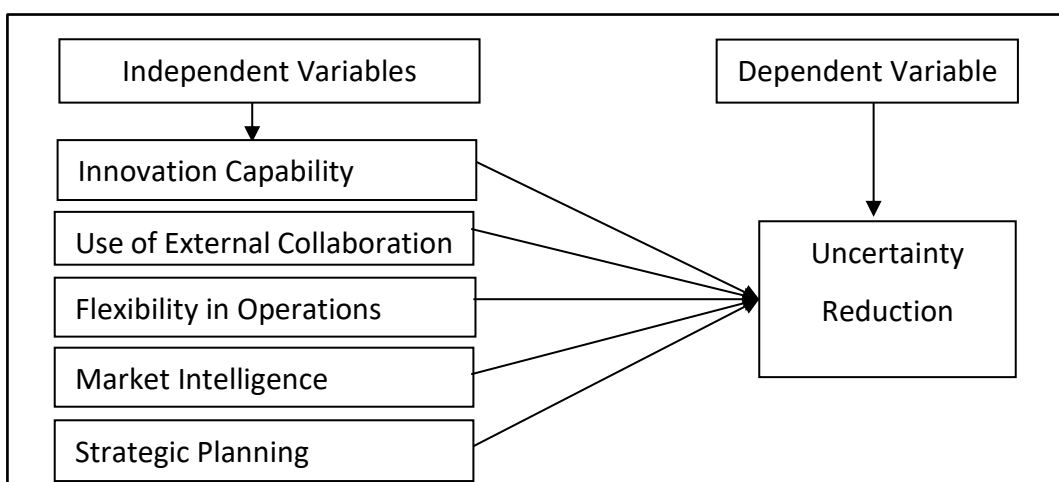 Independent Variables
Dependent Variable
Innovation Capability
Use of External Collaboration
Flexibility in Operations
Market Intelligence
Strategic Planning
Uncertainty
Reduction